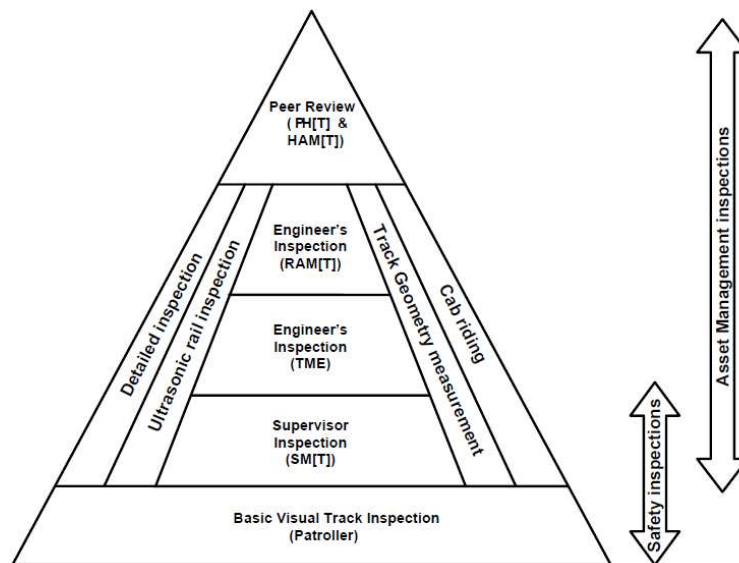 Peer Review
( PH[T] &
HAM[T])
Detailed inspection
Ultrasonic rail inspection
Engineer's
Inspection
(RAM[T])
Engineer's
Inspection
(TME)
Supervisor
Inspection
(SM[T])
Track Geometry measurement
Cab riding
Basic Visual Track Inspection
(Patroller)
Safety inspections
Asset Management inspections